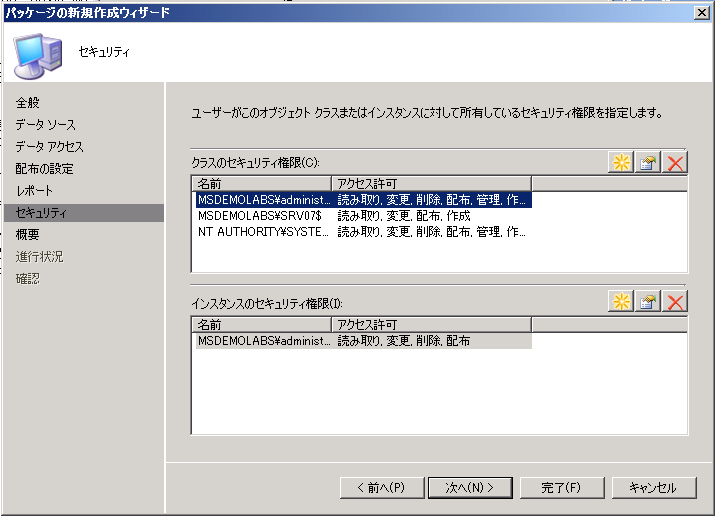 パッケージの新規作成ウィザード
セキュリティ
全般
データ ソース
データ アクセス
配布の設定
レポート
セキュリティ
概要
進行状況
確認
ユーザーがこのオブジェクト クラスまたはインスタンスに対して所有しているセキュリティ権限を指定します。
クラスのセキュリティ権限(C):
名前 アクセス許可
MSDEMOLABS¥administ... 読み取り, 変更, 削除, 配布, 管理, 作...
MSDEMOLABS¥SRV07$ 読み取り, 変更, 配布, 作成
NT AUTHORITY¥SYSTE... 読み取り, 変更, 削除, 配布, 管理, 作...
インスタンスのセキュリティ権限(I):
名前 アクセス許可
MSDEMOLABS¥administ... 読み取り, 変更, 削除, 配布
< 前へ(P) 次へ(N) > 完了(F) キャンセル